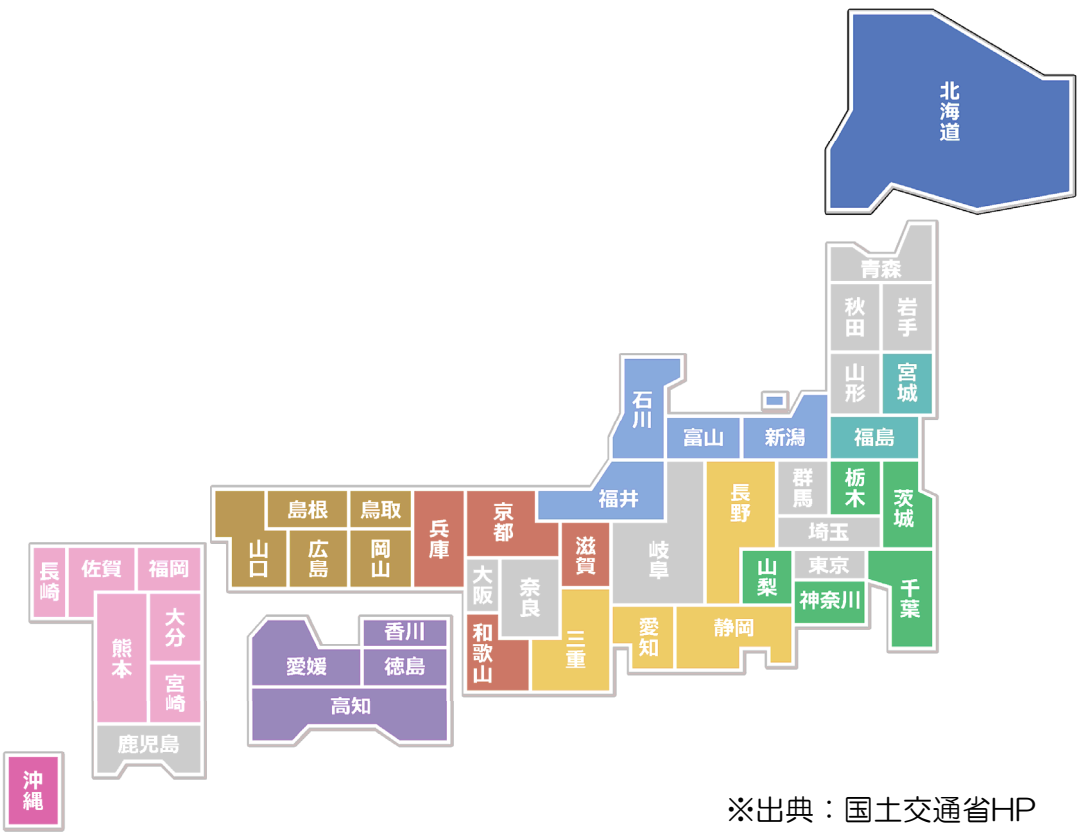 北海道
青森
秋田
岩手
山形
宮城
石川
富山
新潟
福島
福井
長野
群馬
栃木
茨城
島根
鳥取
兵庫
京都
滋賀
岐阜
埼玉
山口
広島
岡山
大阪
奈良
山梨
東京
千葉
神奈川
長崎
佐賀
福岡
大分
熊本
宮崎
鹿児島
沖縄
香川
愛媛
徳島
高知
和歌山
三重
愛知
静岡
※出典：国土交通省HP